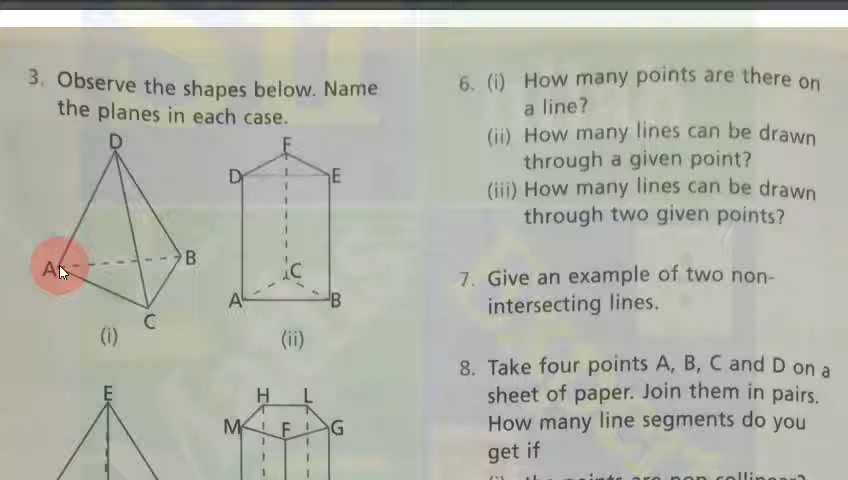 3. Observe the shapes below. Name
the planes in each case.
D
A
B
C
(i)
F
D
E
C
A
B
(ii)
E
H
L
M
F
G
6. (i) How many points are there on
a line?
(ii) How many lines can be drawn
through a given point?
(iii) How many lines can be drawn
through two given points?
7. Give an example of two non-
intersecting lines.
8. Take four points A, B, C and D on a
sheet of paper. Join them in pairs.
How many line segments do you
get if